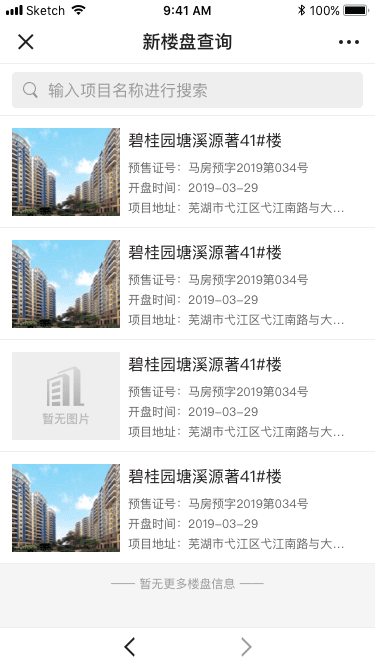 Sketch
9:41 AM
100%
新楼盘查询
输入项目名称进行搜索
碧桂园塘溪源著41#楼
预售证号：马房预字2019第034号
开盘时间：2019-03-29
项目地址：芜湖市弋江区弋江南路与大...
碧桂园塘溪源著41#楼
预售证号：马房预字2019第034号
开盘时间：2019-03-29
项目地址：芜湖市弋江区弋江南路与大...
暂无图片
碧桂园塘溪源著41#楼
预售证号：马房预字2019第034号
开盘时间：2019-03-29
项目地址：芜湖市弋江区弋江南路与大...
碧桂园塘溪源著41#楼
预售证号：马房预字2019第034号
开盘时间：2019-03-29
项目地址：芜湖市弋江区弋江南路与大...
暂无更多楼盘信息